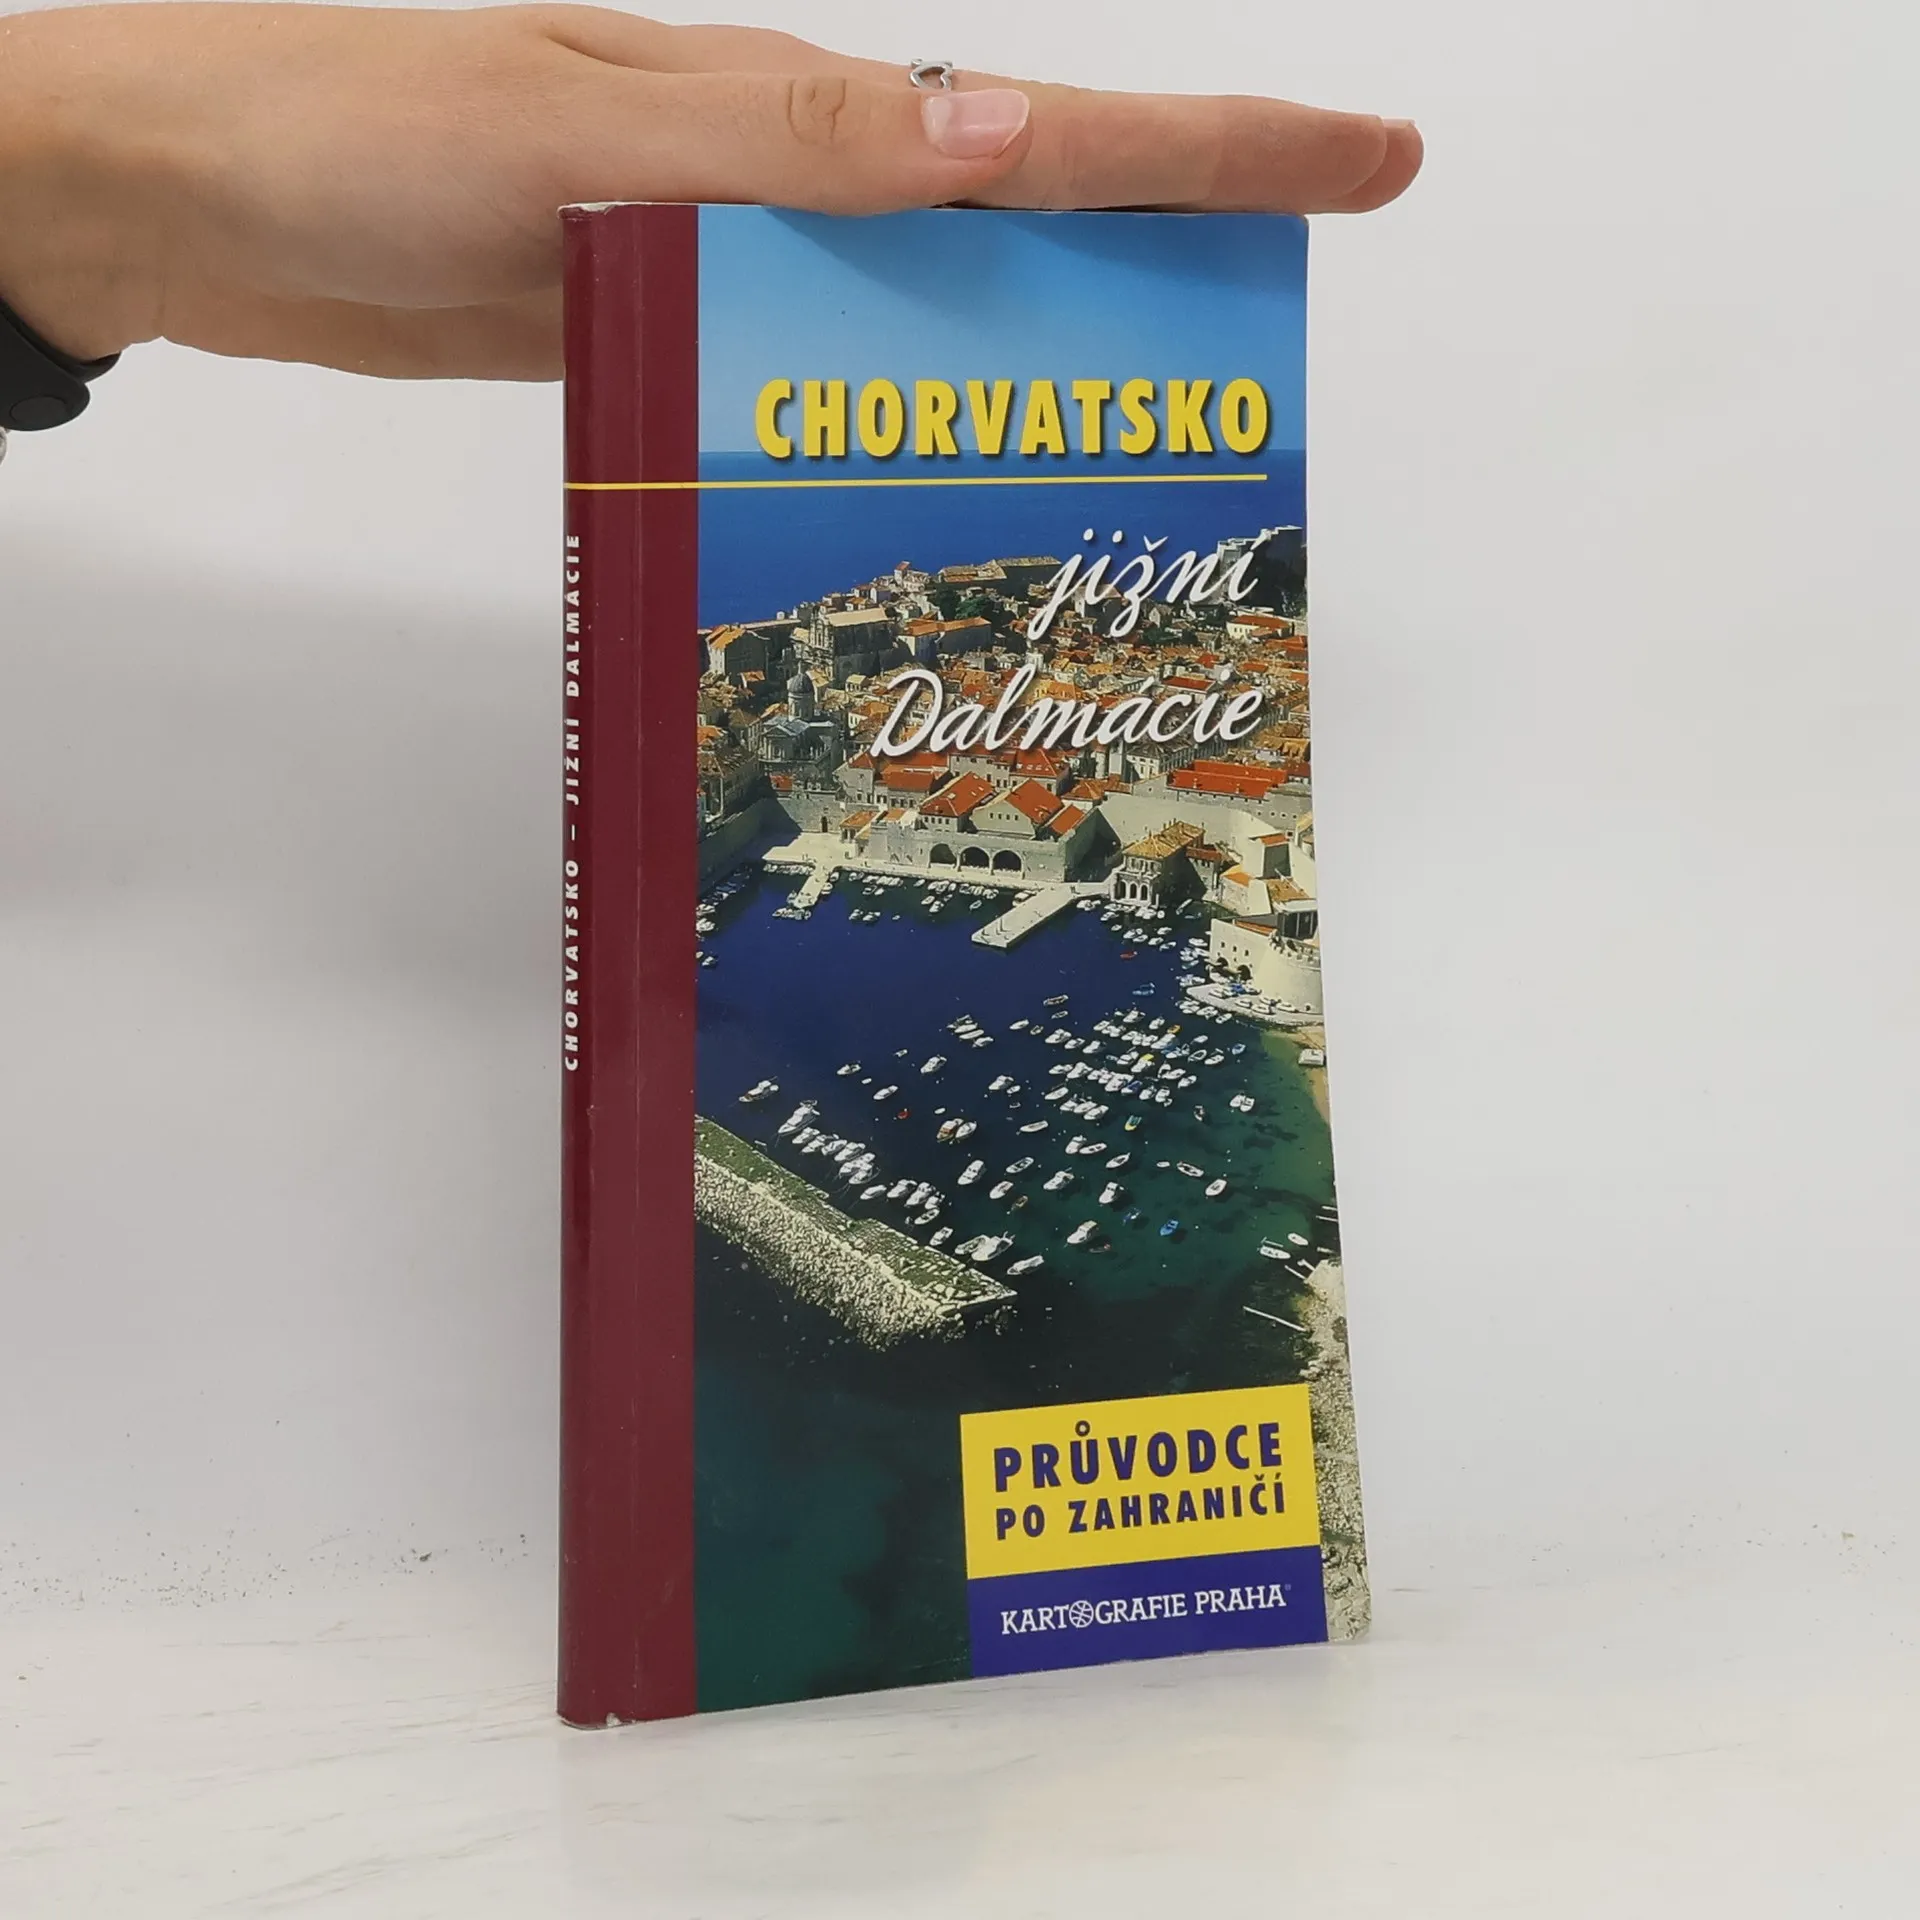 CHORVATSKO
jižní
Dalmácie
PRŮVODCE
PO ZAHRANIČÍ
KARTOGRAFIE PRAHA®
CHORVATSKO – JIŽNÍ DALMÁCIE